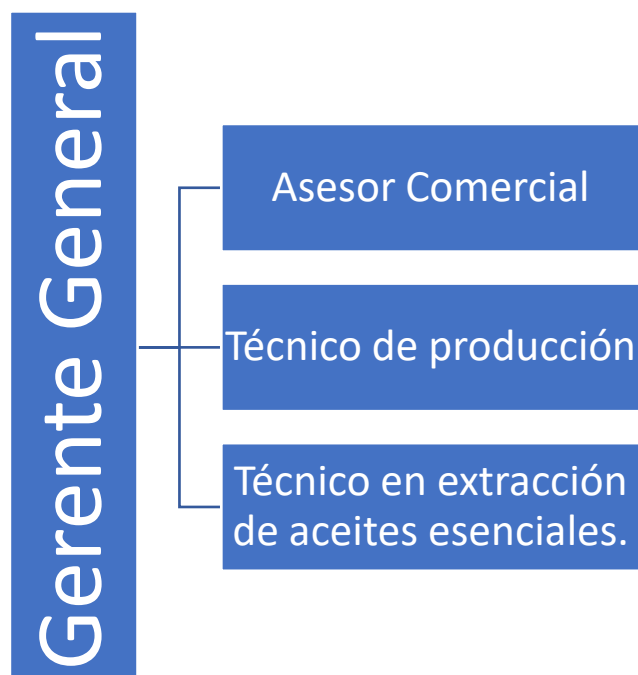 Gerente General
Asesor Comercial
Técnico de producción
Técnico en extracción
de aceites esenciales.